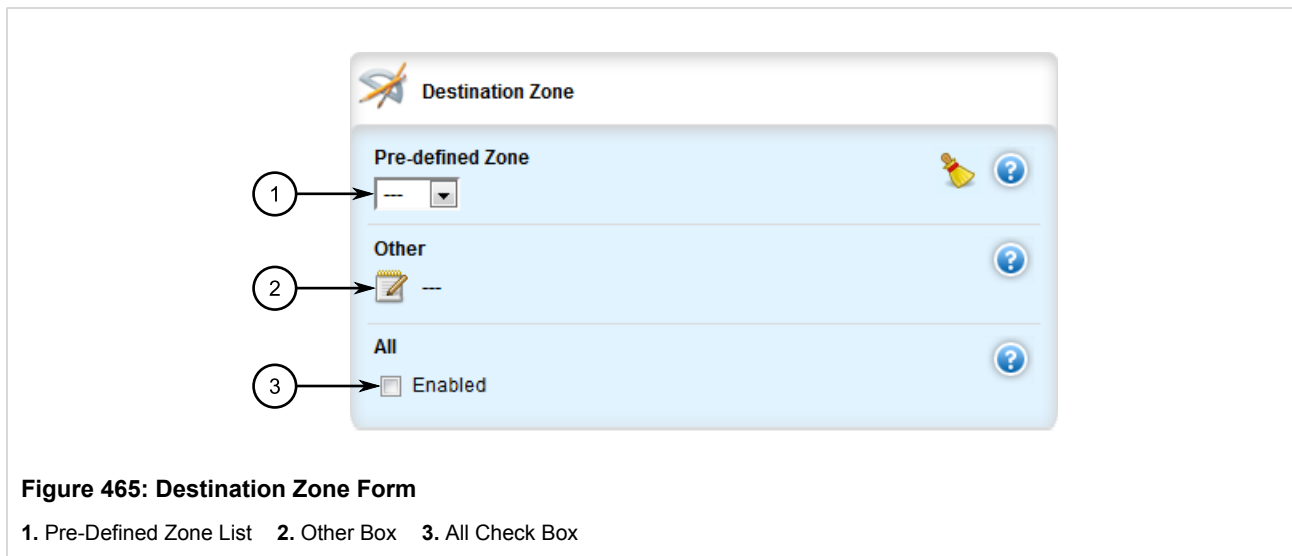 Destination Zone
Pre-defined Zone
1
---
Other
2
---
All
3
Enabled
Figure 465: Destination Zone Form
1. Pre-Defined Zone List 2. Other Box 3. All Check Box